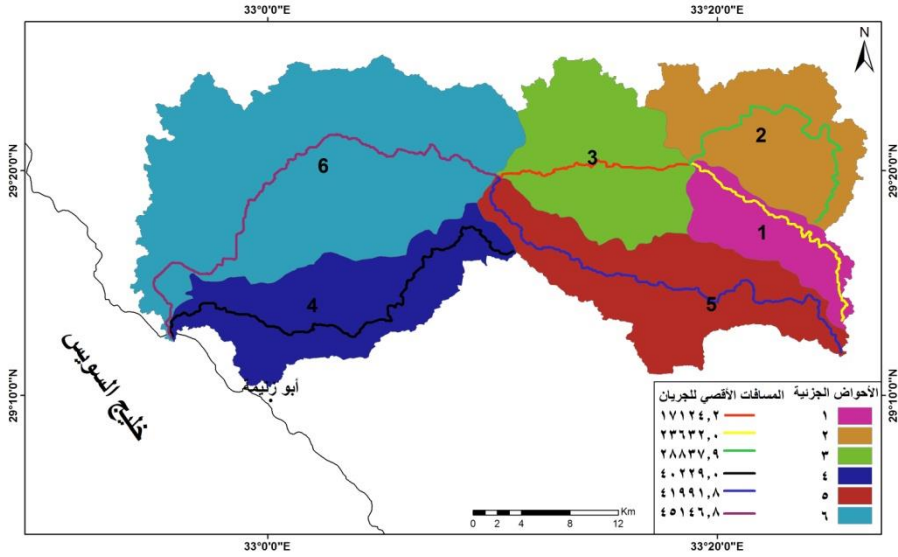 33°0'0"E
33°20'0"E
N
29°20'0"N
29°20'0"N
29°10'0"N
29°10'0"N
6
3
2
1
4
5
خليج السويس
أبو زنيمة
الأحواض الجزئية
المسافات الأقصي للجريان
١
١٧١٢٤,٢
٢
٢٣٦٣٢,٠
٣
٢٨٨٣٧,٩
٤
٤٠٢٢٩,٠
٥
٤١٩٩١,٨
٦
٤٥١٤٦,٨
Km
0 1 2 4 8 12
33°0'0"E
33°20'0"E